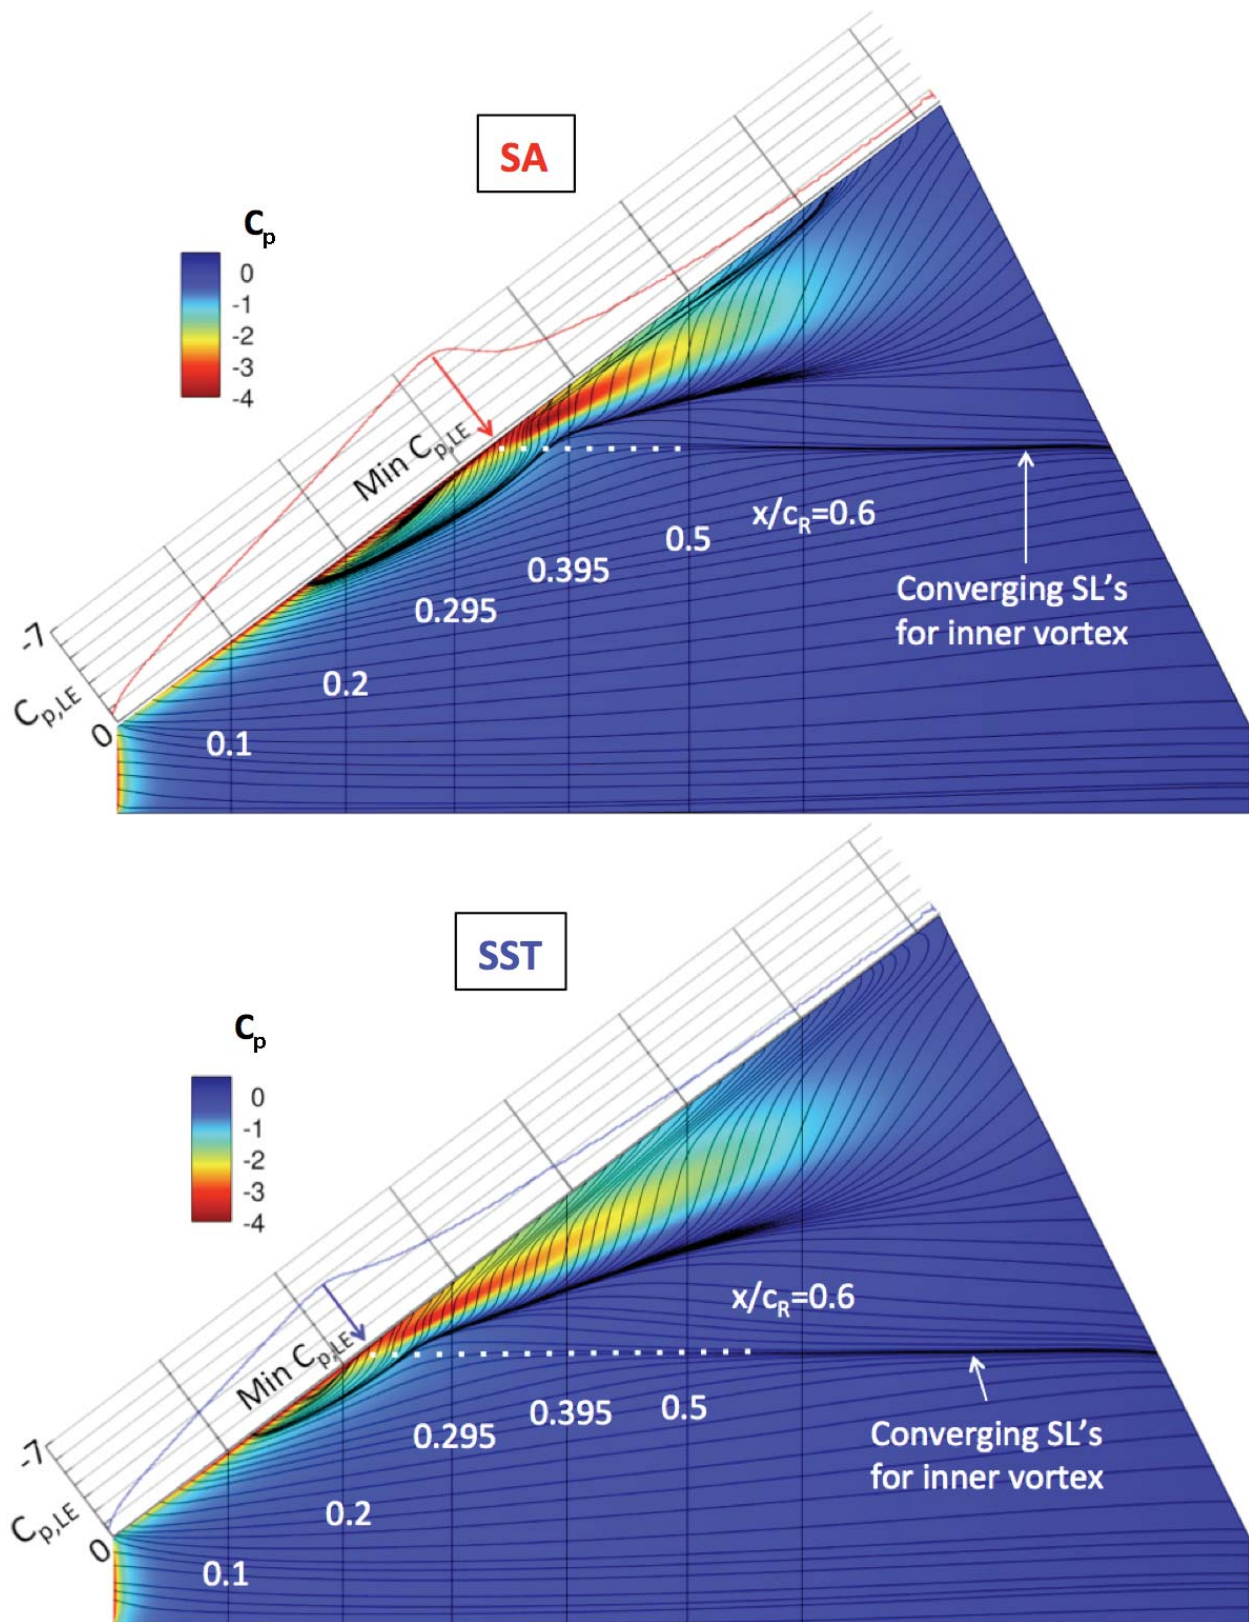 SA
Cp
0
-1
-2
-3
-4
Min Cp,LE
-7
Cp,LE
0
x/cR=0.6
0.5
0.395
0.295
0.2
0.1
Converging SL's
for inner vortex
SST
Cp
0
-1
-2
-3
-4
Min Cp,LE
-7
Cp,LE
0
x/cR=0.6
0.5
0.395
0.295
0.2
0.1
Converging SL's
for inner vortex